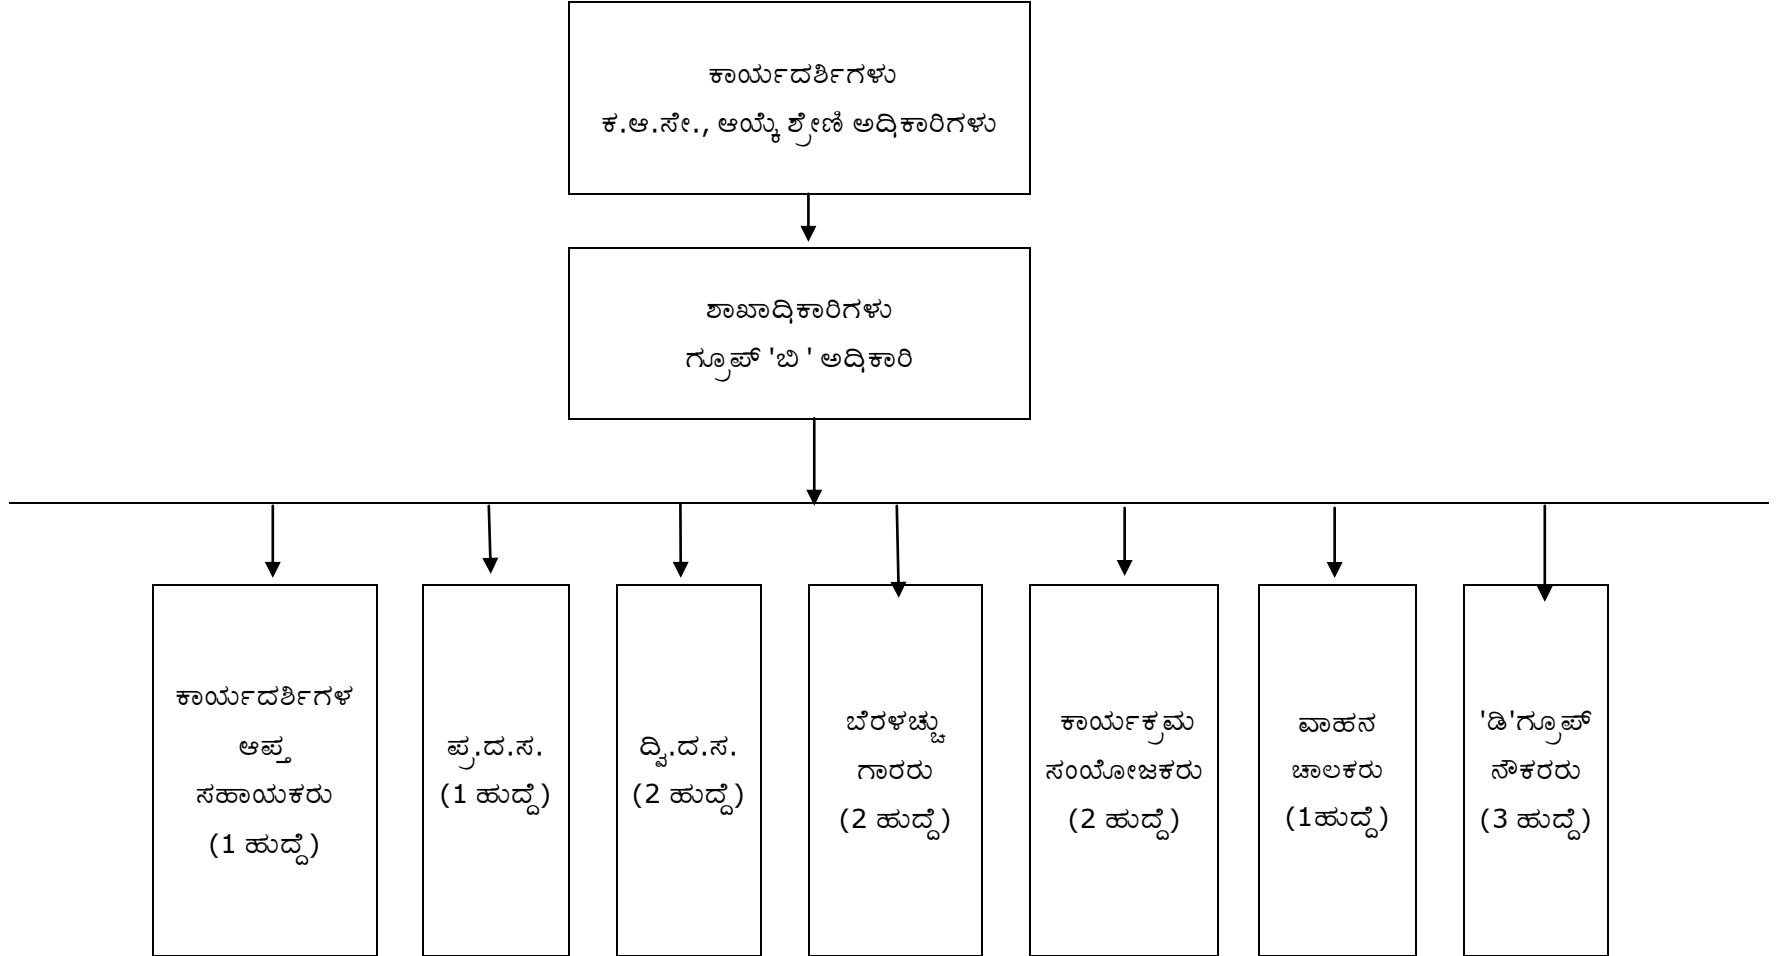 ಕಾರ್ಯದರ್ಶಿಗಳು
ಕ.ಆ.ಸೇ., ಆಯ್ಕೆ ಶ್ರೇಣಿ ಅಧಿಕಾರಿಗಳು
ಶಾಖಾಧಿಕಾರಿಗಳು
ಗ್ರೂಪ್ 'ಬಿ ' ಅಧಿಕಾರಿ
ಕಾರ್ಯದರ್ಶಿಗಳ
ಆಪ್ತ
ಸಹಾಯಕರು
(1 ಹುದ್ದೆ)
ಪ್ರ.ದ.ಸ.
(1 ಹುದ್ದೆ)
ದ್ವಿ.ದ.ಸ.
(2 ಹುದ್ದೆ)
ಬೆರಳಚ್ಚು
ಗಾರರು
(2 ಹುದ್ದೆ)
ಕಾರ್ಯಕ್ರಮ
ಸಂಯೋಜಕರು
(2 ಹುದ್ದೆ)
ವಾಹನ
ಚಾಲಕರು
(1ಹುದ್ದೆ)
'ಡಿ'ಗ್ರೂಪ್
ನೌಕರರು
(3 ಹುದ್ದೆ)